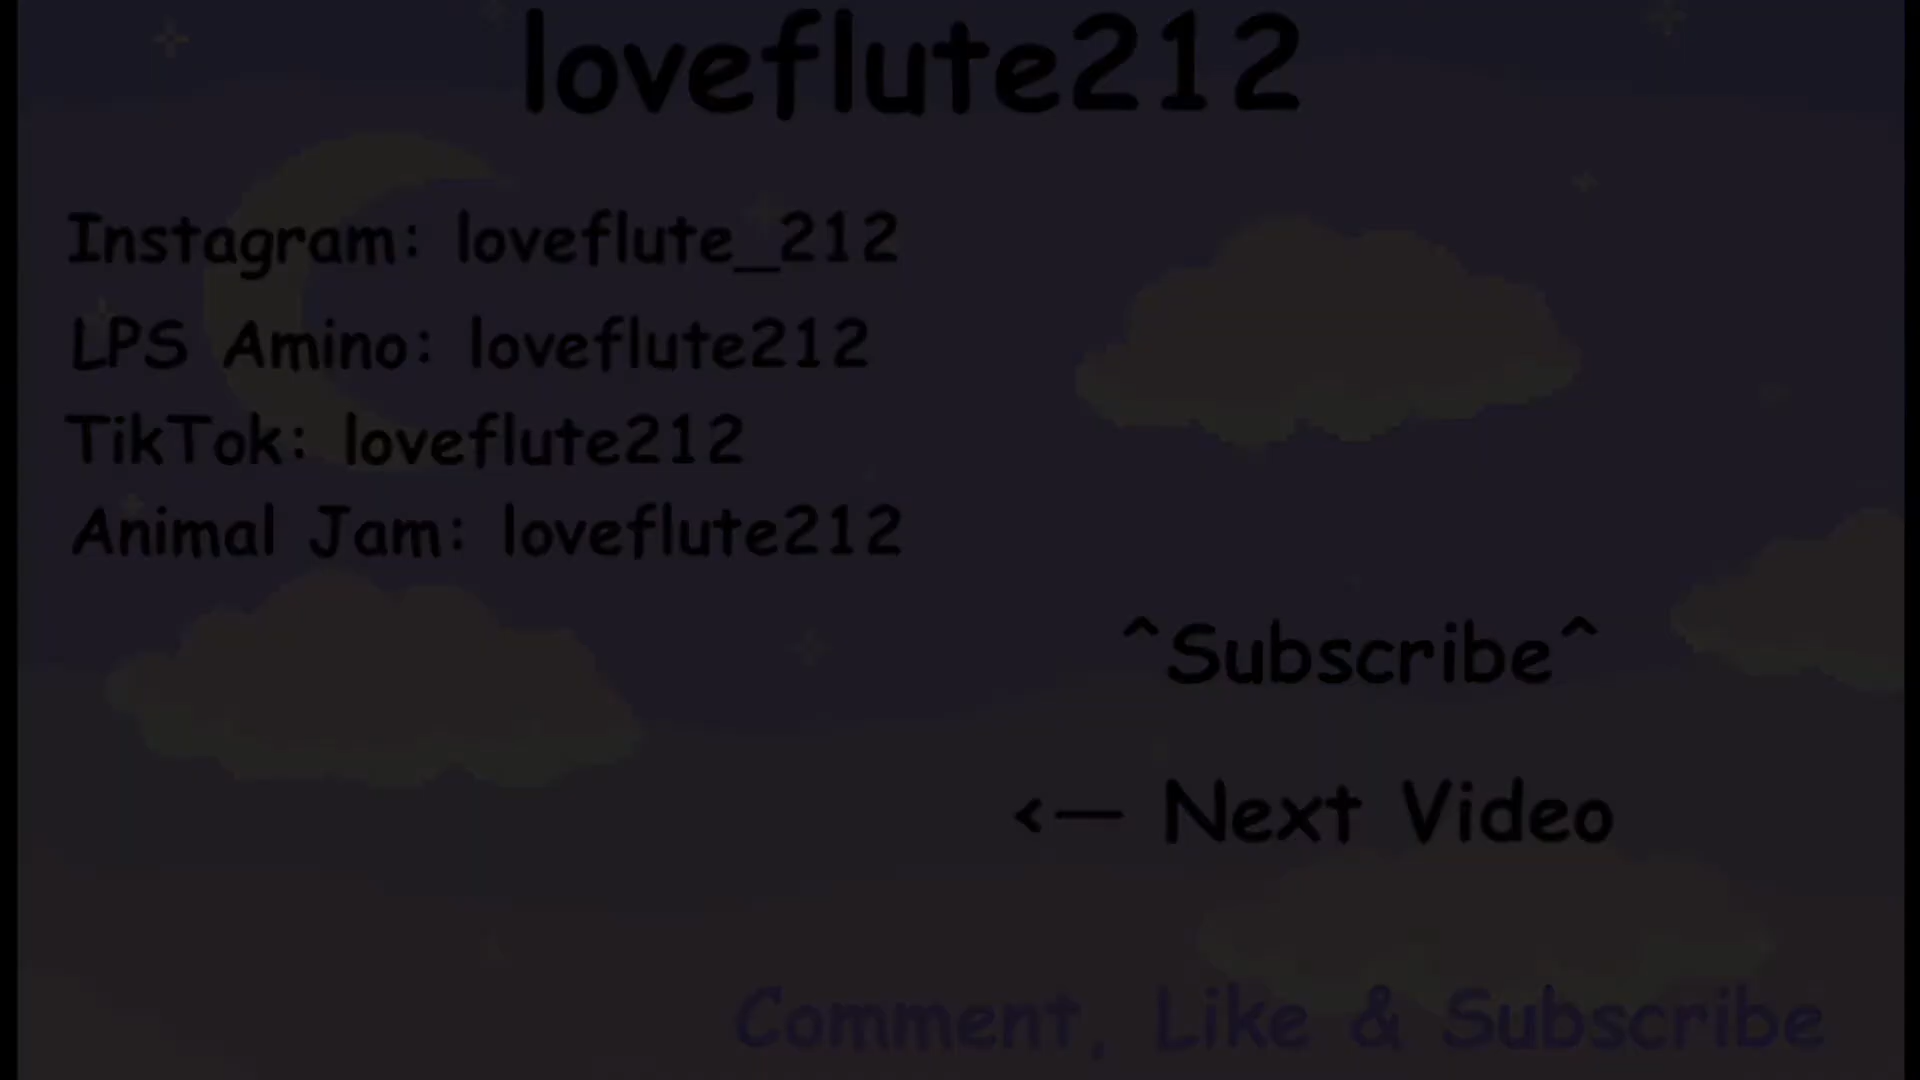 loveflute212
Instagram: loveflute_212
LPS Amino: loveflute212
TikTok: loveflute212
Animal Jam: loveflute212
^Subscribe^
<— Next Video
Comment, Like & Subscribe